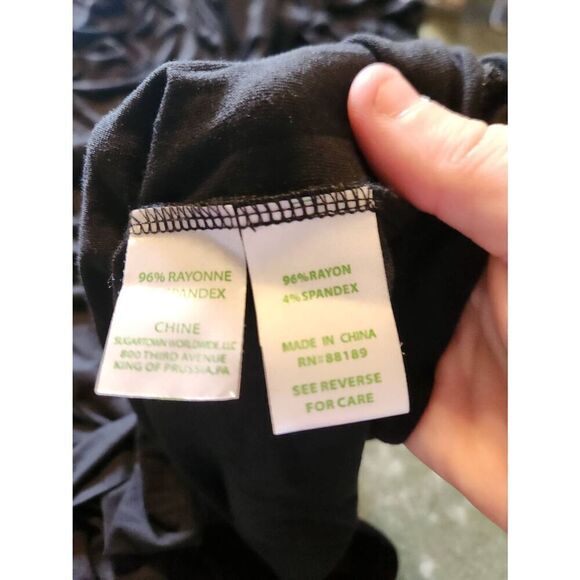 96% RAYONNE
SPANDEX
CHINE
SUGARTOWN WORLDWIDE, LLC
800 THIRD AVENUE
KING OF PRUSSIA, PA
96%RAYON
4%SPANDEX
MADE IN CHINA
RN#88189
SEE REVERSE
FOR CARE